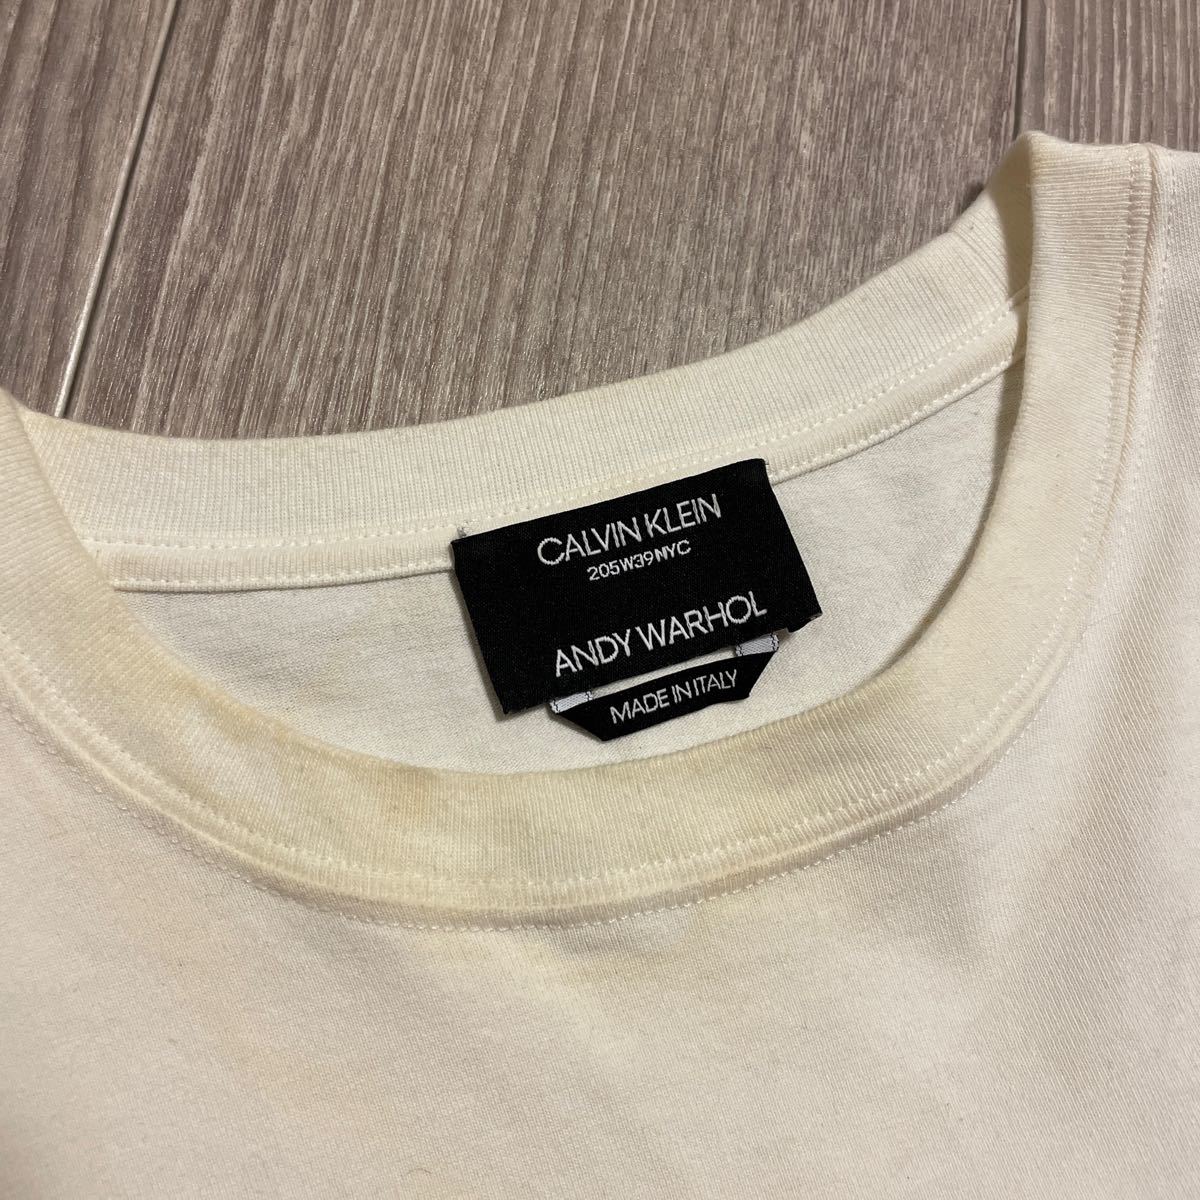 CALVIN KLEIN
205W39NYC
ANDY WARHOL
MADE IN ITALY